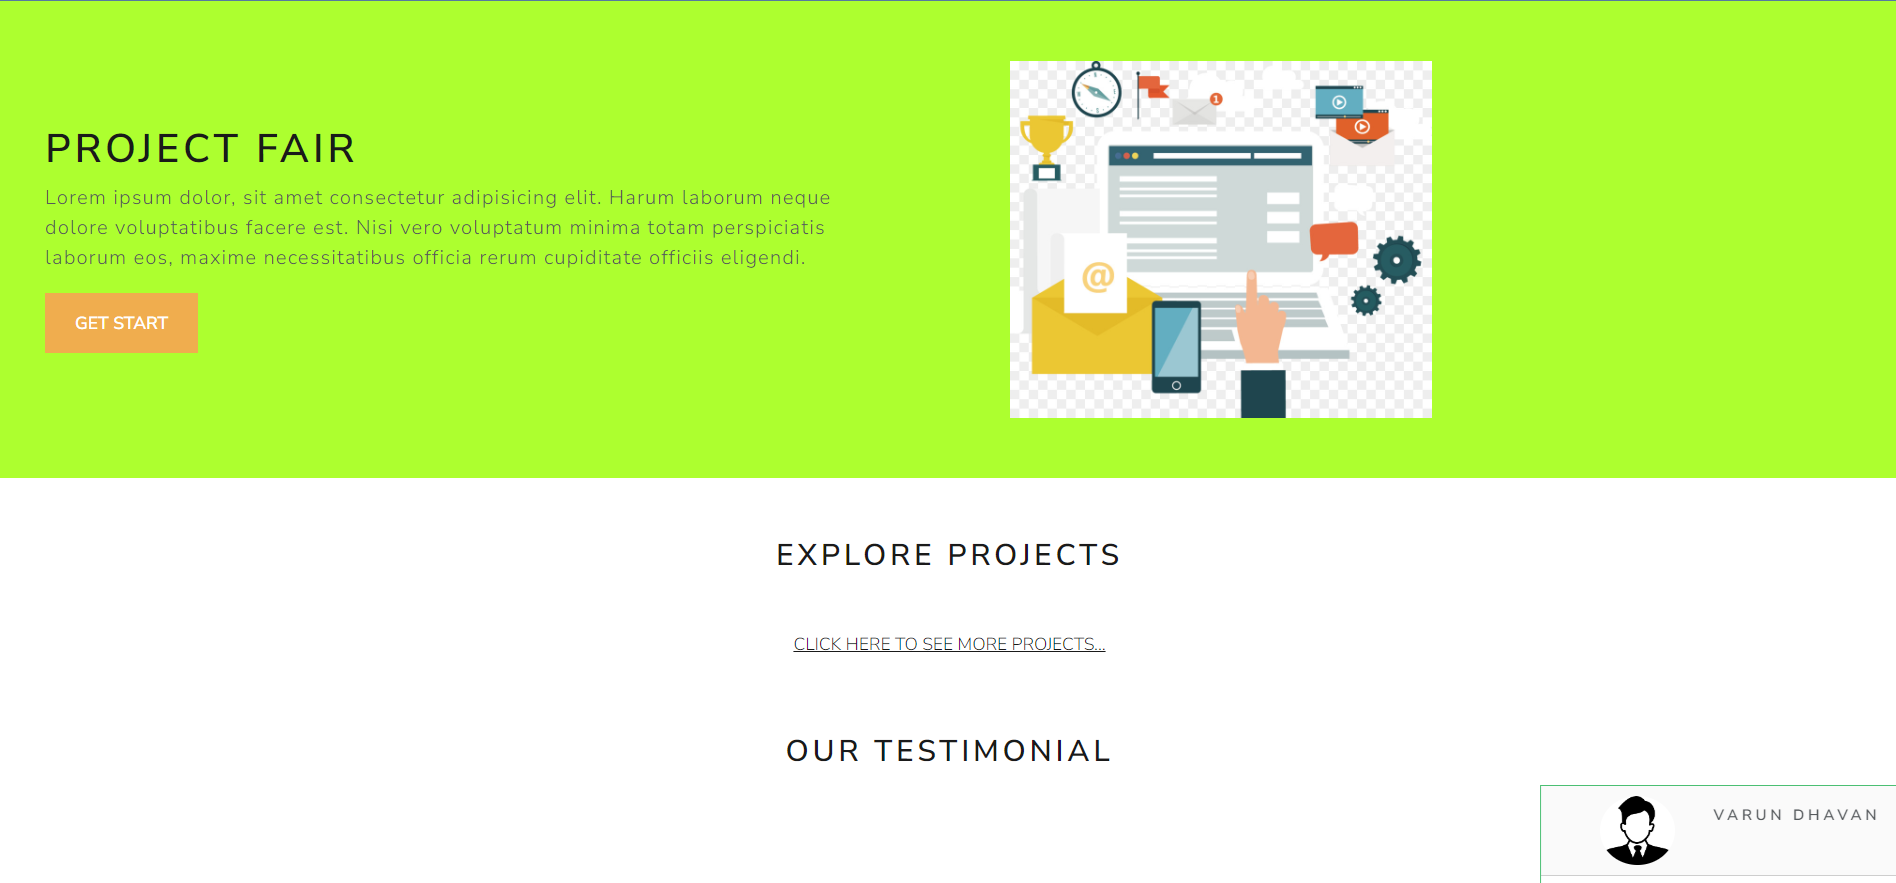 PROJECT FAIR
Lorem ipsum dolor, sit amet consectetur adipisicing elit. Harum laborum neque
dolore voluptatibus facere est. Nisi vero voluptatum minima totam perspiciatis
laborum eos, maxime necessitatibus officia rerum cupiditate officiis eligendi.
GET START
1
@
EXPLORE PROJECTS
CLICK HERE TO SEE MORE PROJECTS...
OUR TESTIMONIAL
VARUN DHAVAN